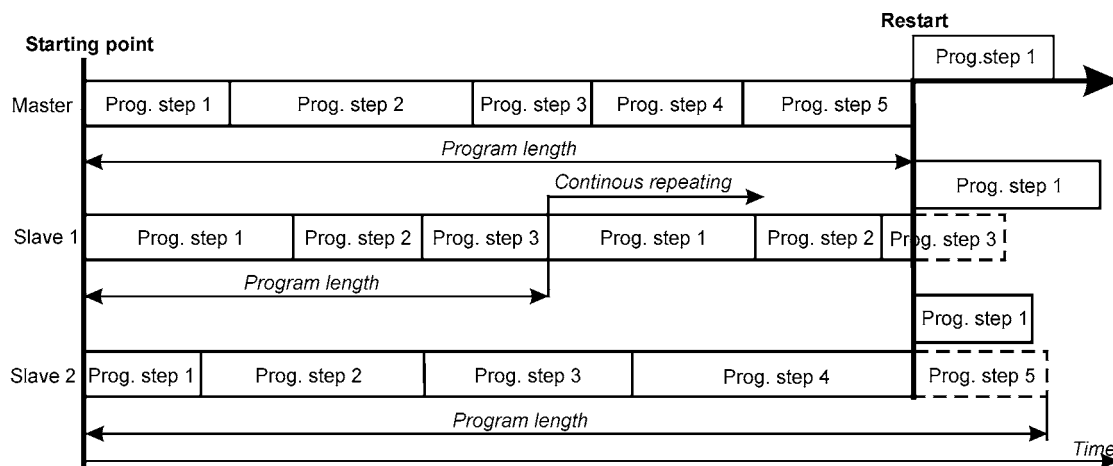 Restart
Starting point
Prog.step 1
Master
Prog. step 1
Prog. step 2
Prog. step 3
Prog. step 4
Prog. step 5
Program length
Continous repeating
Prog. step 1
Slave 1
Prog. step 1
Prog. step 2
Prog. step 3
Prog. step 1
Prog. step 2
Prog. step 3
Program length
Prog. step 1
Slave 2
Prog. step 1
Prog. step 2
Prog. step 3
Prog. step 4
Prog. step 5
Program length
Time